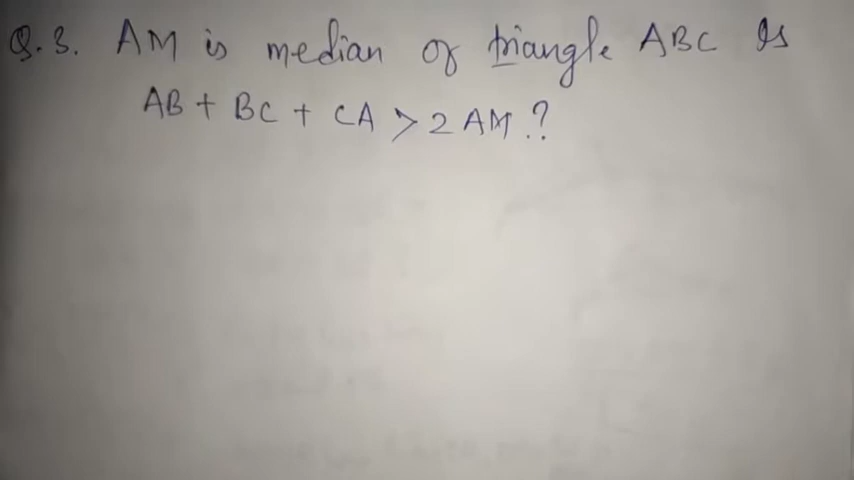 Q.3. AM is median of triangle ABC Is
AB + BC + CA > 2 AM ?